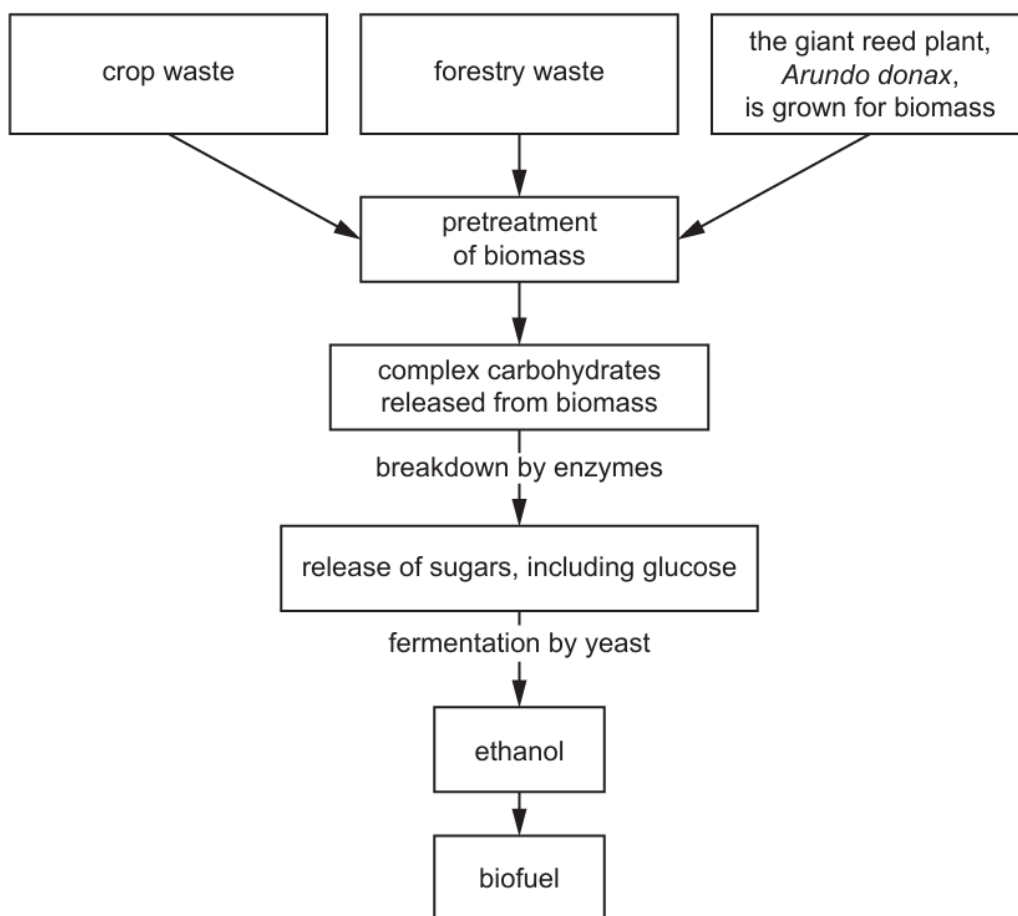 crop waste
forestry waste
the giant reed plant,
Arundo donax,
is grown for biomass
pretreatment
of biomass
complex carbohydrates
released from biomass
breakdown by enzymes
release of sugars, including glucose
fermentation by yeast
ethanol
biofuel